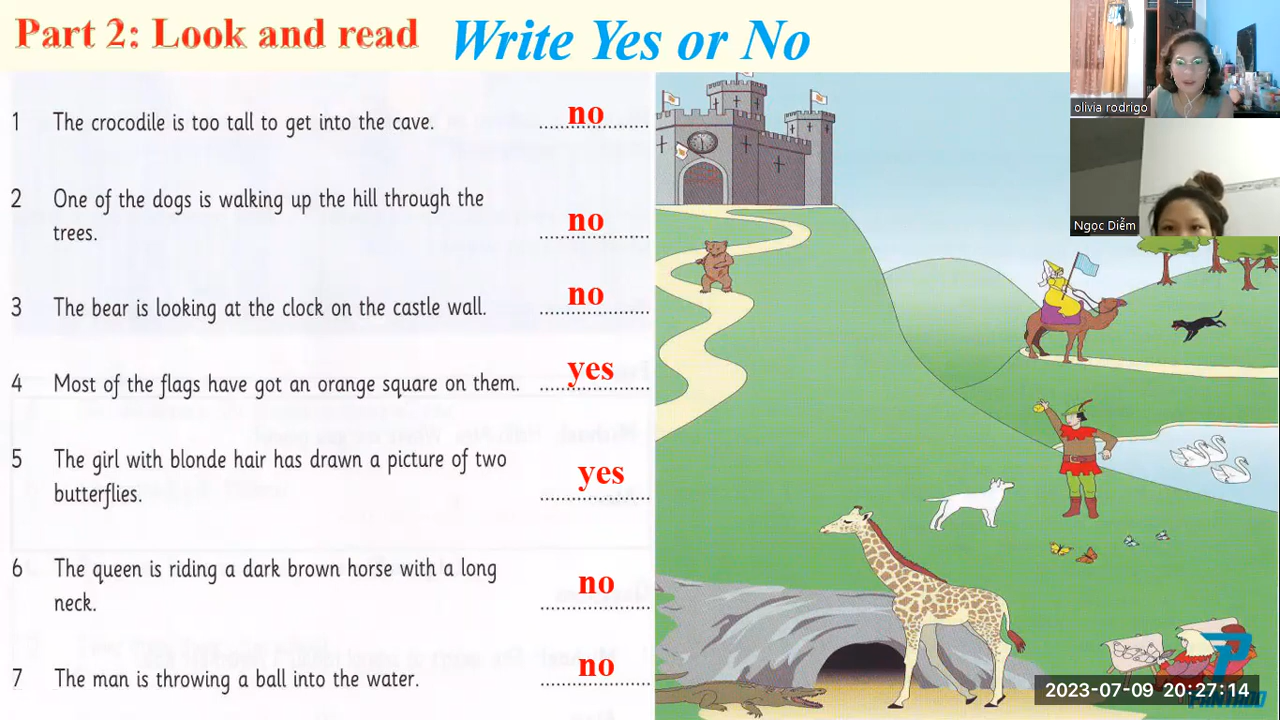 Part 2: Look and read
Write Yes or No
olivia rodrigo
Ngọc Diễm
1 The crocodile is too tall to get into the cave. no
2 One of the dogs is walking up the hill through the
trees. no
3 The bear is looking at the clock on the castle wall. no
4 Most of the flags have got an orange square on them. yes
5 The girl with blonde hair has drawn a picture of two
butterflies. yes
6 The queen is riding a dark brown horse with a long
neck. no
7 The man is throwing a ball into the water. no
2023-07-09 20:27:14